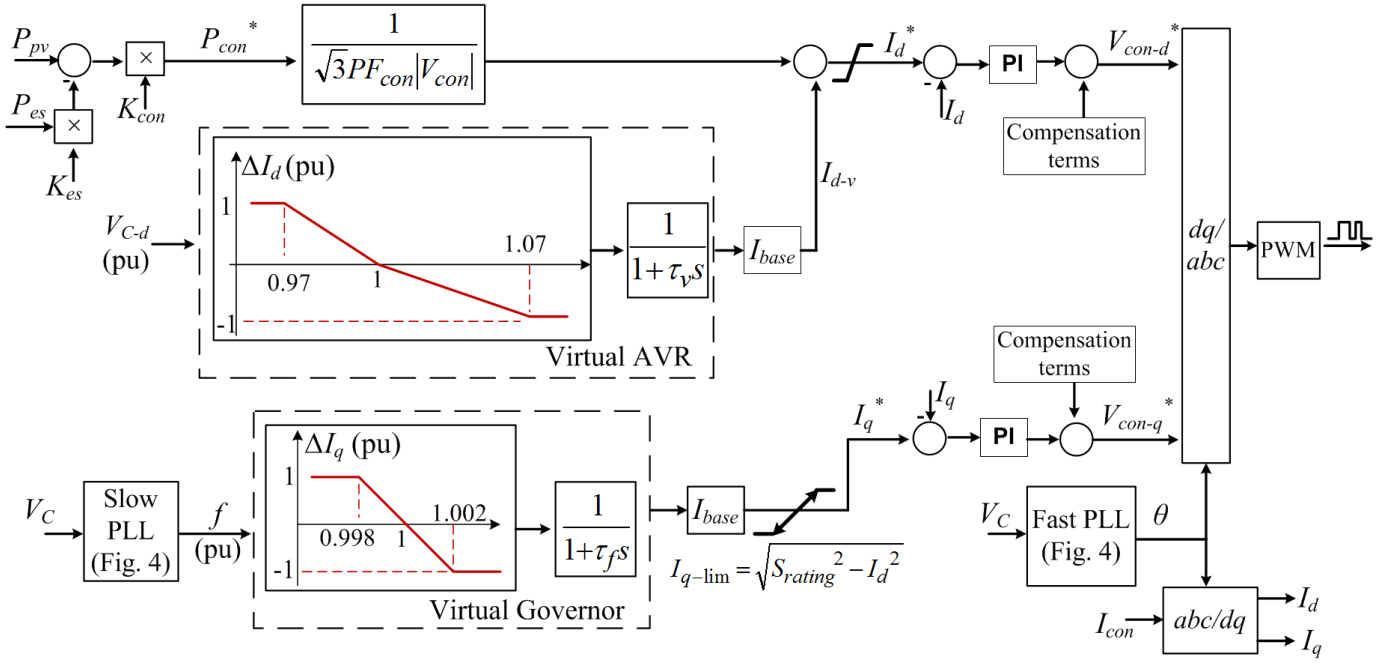 P_pv
-
P_es
×
K_es
×
K_con
P_con*
1
√3PF_con|V_con|
I_d*
-
I_d
PI
V_con-d*
Compensation
terms
V_C-d
(pu)
ΔI_d (pu)
1
0.97
1
1.07
-1
1
1+τ_v s
I_base
I_d-v
Virtual AVR
dq/
abc
PWM
Compensation
terms
V_C
Slow
PLL
(Fig. 4)
f
(pu)
ΔI_q (pu)
1
0.998
1
1.002
-1
1
1+τ_f s
Virtual Governor
I_base
I_q-lim = √S_rating² − I_d²
I_q*
-
I_q
PI
V_con-q*
V_C
Fast PLL
(Fig. 4)
θ
I_con
abc/dq
I_d
I_q